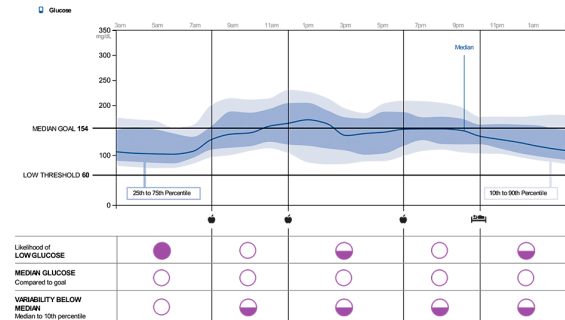 Glucose
3am 5am 7am 9am 11am 1pm 3pm 5pm 7pm 9pm 11am 1am
350
mg/dL
300
Median
250
200
MEDIAN GOAL 154
100
LOW THRESHOLD 60
25th to 75th Percentile
10th to 90th Percentile
0
Likelihood of
LOW GLUCOSE
MEDIAN GLUCOSE
Compared to goal
VARIABILITY BELOW
MEDIAN
Median to 10th percentile